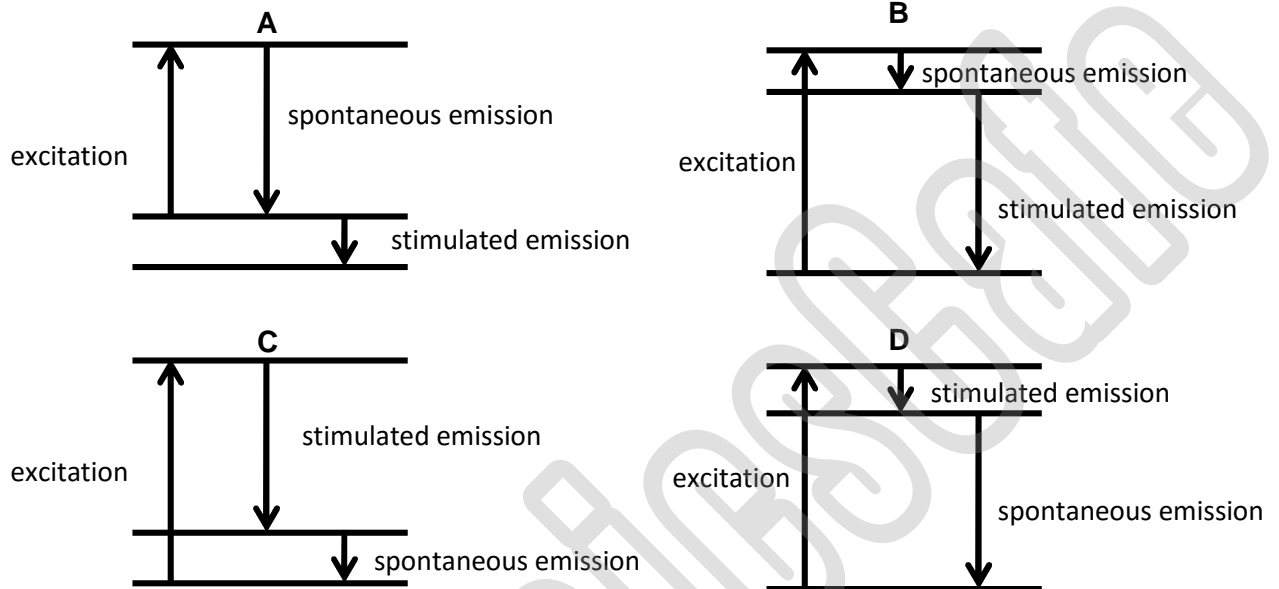 A
spontaneous emission
excitation
stimulated emission
B
spontaneous emission
excitation
stimulated emission
C
stimulated emission
excitation
spontaneous emission
D
stimulated emission
excitation
spontaneous emission